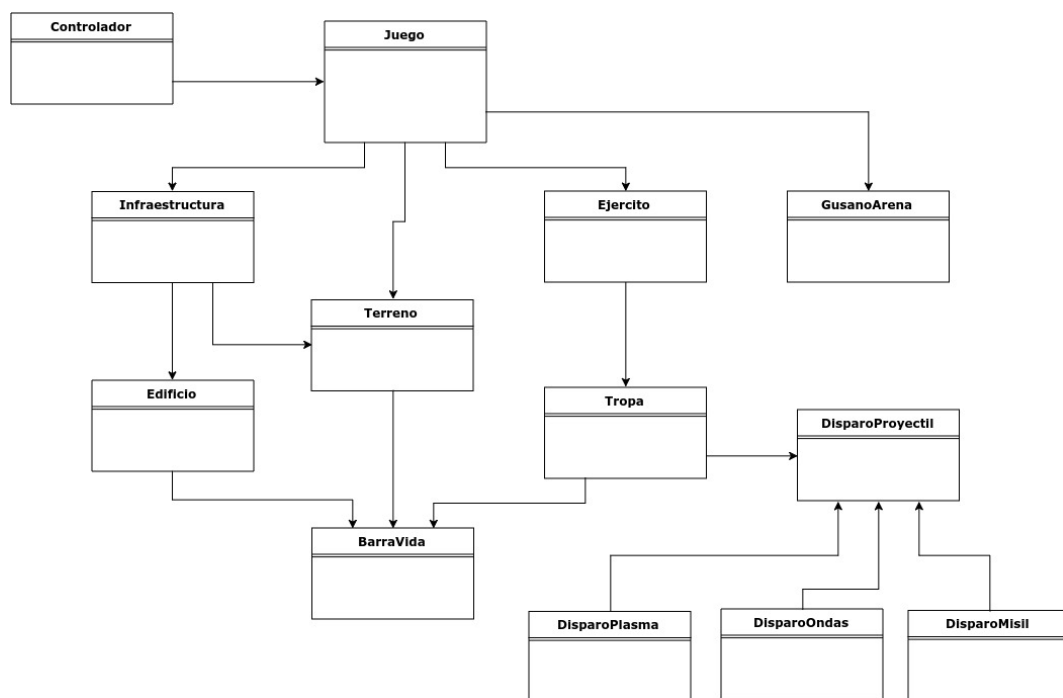 Controlador
Juego
Infraestructura
Ejercito
GusanoArena
Terreno
Edificio
Tropa
DisparoProyectil
BarraVida
DisparoPlasma
DisparoOndas
DisparoMisil